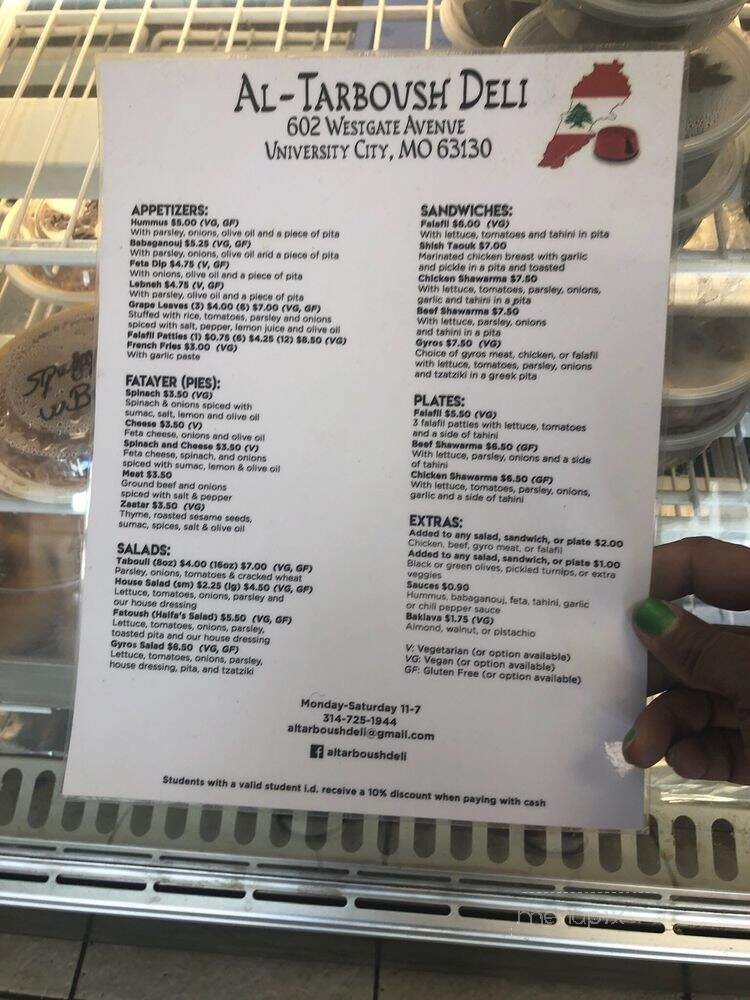 AL-TARBOUSH DELI
602 WESTGATE AVENUE
UNIVERSITY CITY, MO 63130
APPETIZERS:
Hummus $5.00 (VG, GF)
With parsley, onions, olive oil and a piece of pita
Babaganouj $5.25 (VG, GF)
With parsley, onions, olive oil and a piece of pita
Feta Dip $4.75 (V, GF)
With onions, olive oil and a piece of pita
Lebneh $4.75 (V, GF)
With parsley, olive oil and a piece of pita
Grape Leaves (3) $4.00 (6) $7.00 (VG, GF)
Stuffed with rice, tomatoes, parsley and onions
spiced with salt, pepper, lemon juice and olive oil
Falafil Patties (1) $0.75 (6) $4.25 (12) $8.50 (VG)
French Fries $3.00 (VG)
With garlic paste
FATAYER (PIES):
Spinach $3.50 (VG)
Spinach & onions spiced with
sumac, salt, lemon and olive oil
Cheese $3.50 (V)
Feta cheese, onions and olive oil
Spinach and Cheese $3.50 (V)
Feta cheese, spinach, and onions
spiced with sumac, lemon & olive oil
Meat $3.50
Ground beef and onions
spiced with salt & pepper
Zaatar $3.50 (VG)
Thyme, roasted sesame seeds,
sumac, spices, salt & olive oil
SALADS:
Tabouli (8oz) $4.00 (16oz) $7.00 (VG, GF)
Parsley, onions, tomatoes & cracked wheat
House Salad (sm) $2.25 (lg) $4.50 (VG, GF)
Lettuce, tomatoes, onions, parsley and
our house dressing
Fatoush (Haifa's Salad) $5.50 (VG, GF)
Lettuce, tomatoes, onions, parsley,
toasted pita and our house dressing
Gyros Salad $6.50 (VG, GF)
Lettuce, tomatoes, onions, parsley,
house dressing, pita, and tzatziki
SANDWICHES:
Falafil $6.00 (VG)
With lettuce, tomatoes and tahini in pita
Shish Taouk $7.00
Marinated chicken breast with garlic
and pickle in a pita and toasted
Chicken Shawarma $7.50
With lettuce, tomatoes, parsley, onions,
garlic and tahini in a pita
Beef Shawarma $7.50
With lettuce, parsley, onions
and tahini in a pita
Gyros $7.50 (VG)
Choice of gyros meat, chicken, or falafil
with lettuce, tomatoes, parsley, onions
and tzatziki in a greek pita
PLATES:
Falafil $5.50 (VG)
3 falafil patties with lettuce, tomatoes
and a side of tahini
Beef Shawarma $6.50 (GF)
With lettuce, parsley, onions and a side
of tahini
Chicken Shawarma $6.50 (GF)
With lettuce, tomatoes, parsley, onions,
garlic and a side of tahini
EXTRAS:
Added to any salad, sandwich, or plate $2.00
Chicken, beef, gyro meat, or falafil
Added to any salad, sandwich, or plate $1.00
Black or green olives, pickled turnips, or extra
veggies
Sauces $0.90
Hummus, babaganouj, feta, tahini, garlic
or chili pepper sauce
Baklava $1.75 (VG)
Almond, walnut, or pistachio
V: Vegetarian (or option available)
VG: Vegan (or option available)
GF: Gluten Free (or option available)
Monday-Saturday 11-7
314-725-1944
altarboushdeli@gmail.com
altarboushdeli
Students with a valid student i.d. receive a 10% discount when paying with cash